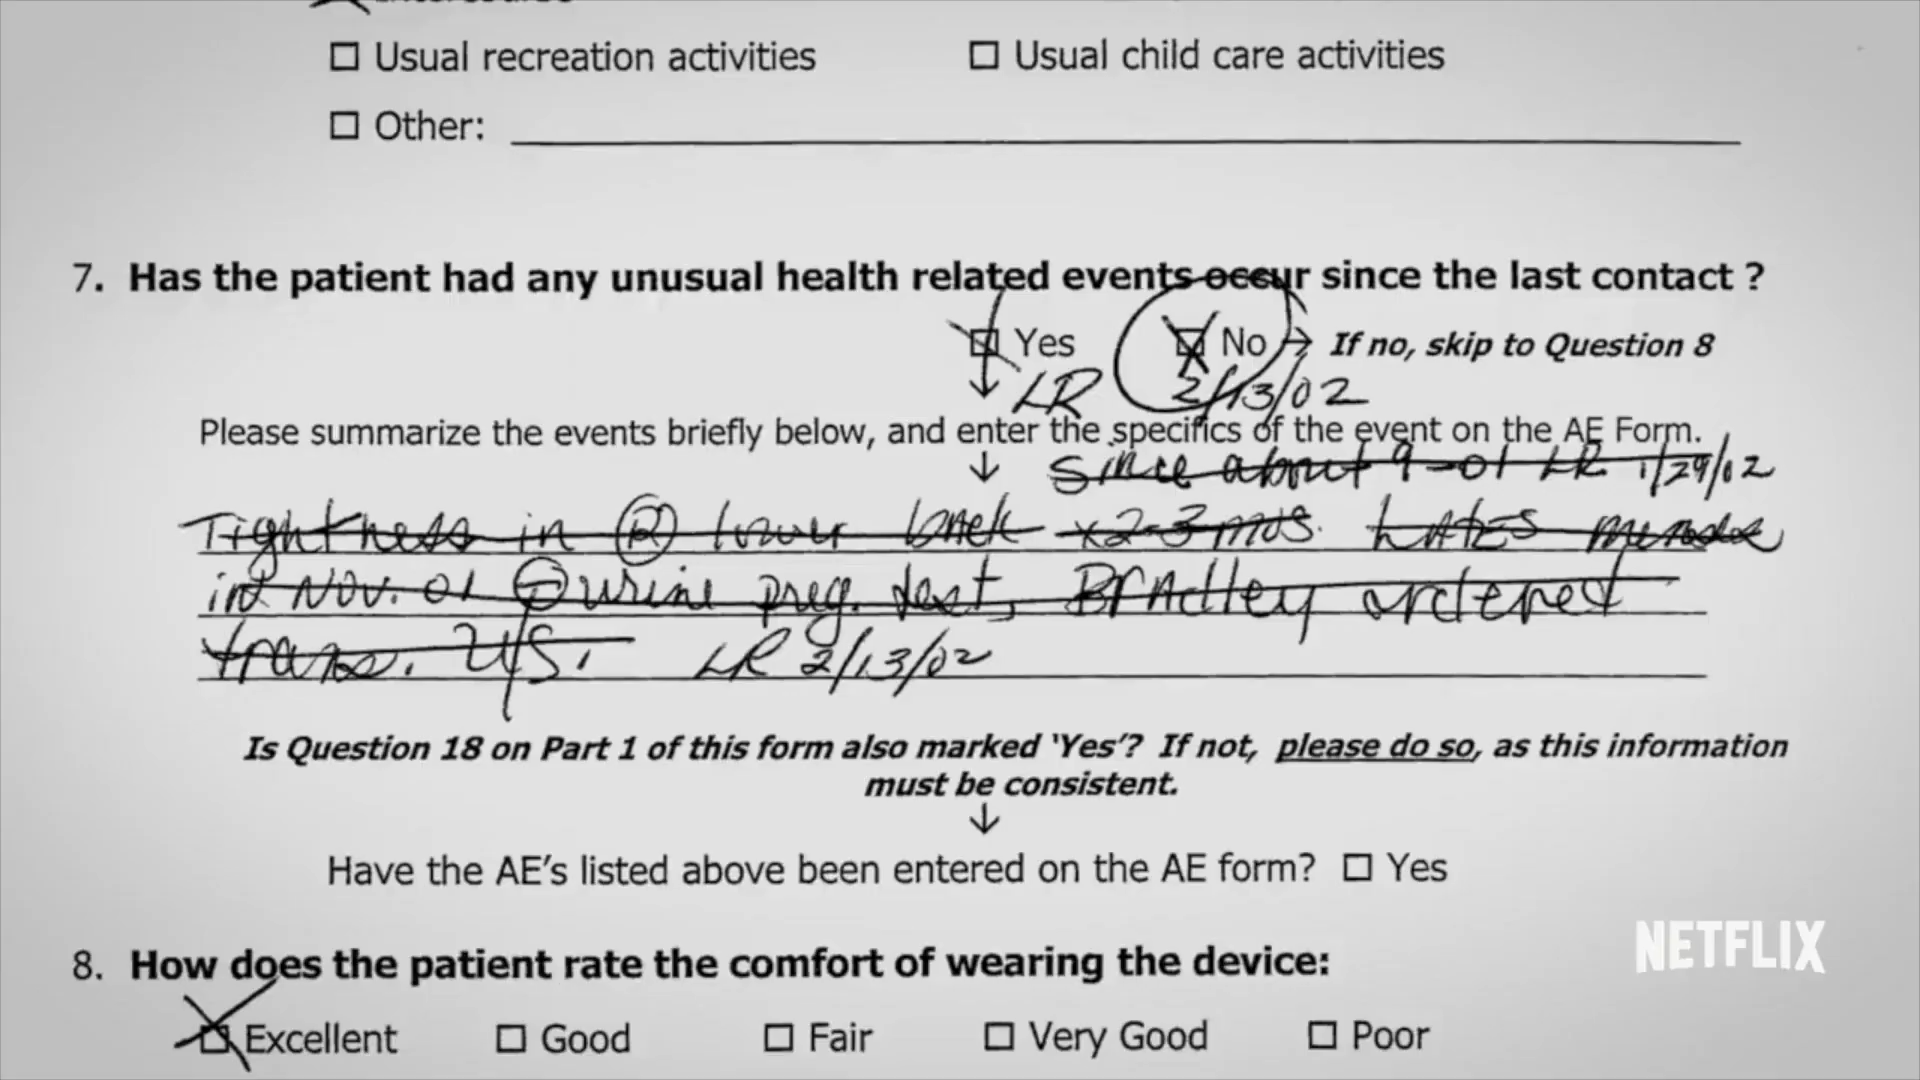 ☐ Usual recreation activities ☐ Usual child care activities
☐ Other:
7. Has the patient had any unusual health related events occur since the last contact ?
☒ Yes ☒ No → If no, skip to Question 8
↓ LR 2/13/02
Please summarize the events briefly below, and enter the specifics of the event on the AE Form.
↓ Since about 9-01 LR 1/29/02
Tightness in Ⓡ lower back x2-3 mos. LATES
in Nov. 01 ⊖ urine preg. test, Bradley ordered
trans. U/S. LR 2/13/02
Is Question 18 on Part 1 of this form also marked 'Yes'? If not, please do so, as this information
must be consistent.
↓
Have the AE's listed above been entered on the AE form? ☐ Yes
8. How does the patient rate the comfort of wearing the device:
☒ Excellent ☐ Good ☐ Fair ☐ Very Good ☐ Poor
NETFLIX